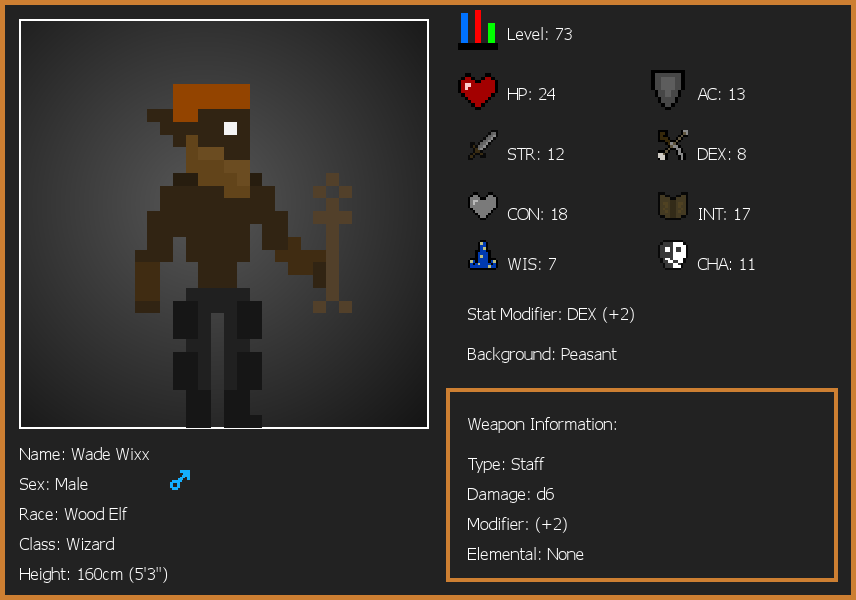 Level: 73
HP: 24
AC: 13
STR: 12
DEX: 8
CON: 18
INT: 17
WIS: 7
CHA: 11
Stat Modifier: DEX (+2)
Background: Peasant
Weapon Information:
Type: Staff
Damage: d6
Modifier: (+2)
Elemental: None
Name: Wade Wixx
Sex: Male
Race: Wood Elf
Class: Wizard
Height: 160cm (5'3")